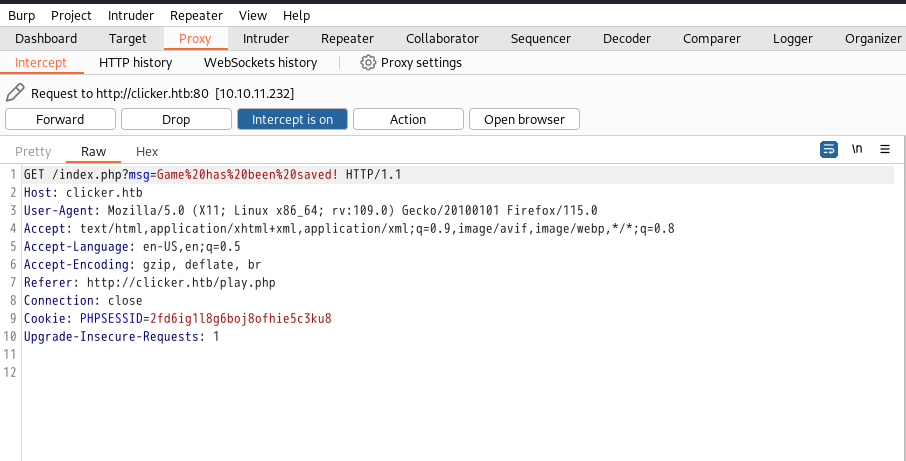 Burp Project Intruder Repeater View Help
Dashboard Target Proxy Intruder Repeater Collaborator Sequencer Decoder Comparer Logger Organizer
Intercept HTTP history WebSockets history Proxy settings
Request to http://clicker.htb:80 [10.10.11.232]
Forward Drop Intercept is on Action Open browser
Pretty Raw Hex \n
1 GET /index.php?msg=Game%20has%20been%20saved! HTTP/1.1
2 Host: clicker.htb
3 User-Agent: Mozilla/5.0 (X11; Linux x86_64; rv:109.0) Gecko/20100101 Firefox/115.0
4 Accept: text/html,application/xhtml+xml,application/xml;q=0.9,image/avif,image/webp,*/*;q=0.8
5 Accept-Language: en-US,en;q=0.5
6 Accept-Encoding: gzip, deflate, br
7 Referer: http://clicker.htb/play.php
8 Connection: close
9 Cookie: PHPSESSID=2fd6ig1l8g6boj8ofhie5c3ku8
10 Upgrade-Insecure-Requests: 1
11
12